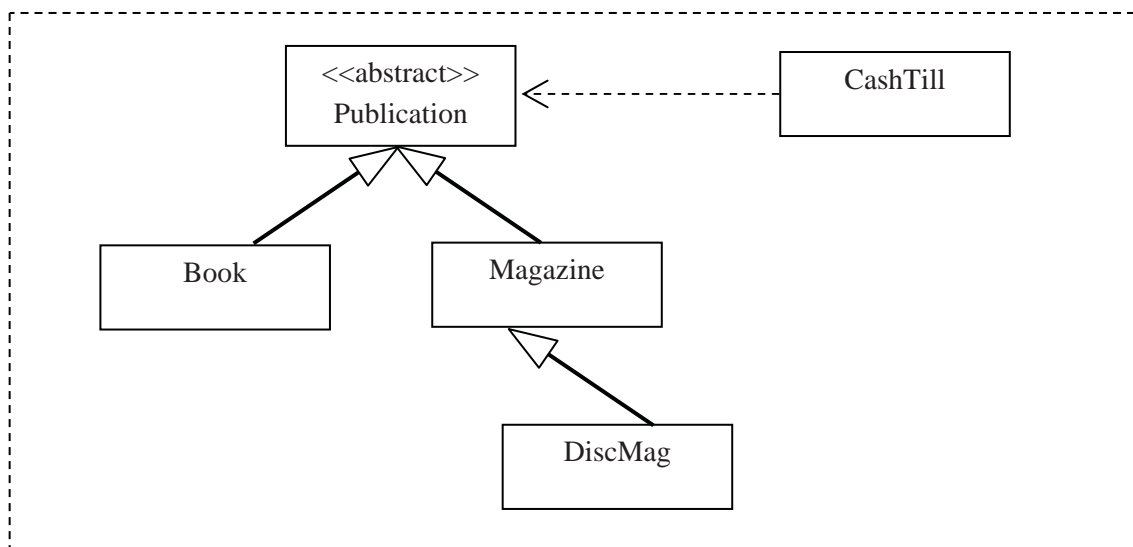 <<abstract>>
Publication
CashTill
Book
Magazine
DiscMag